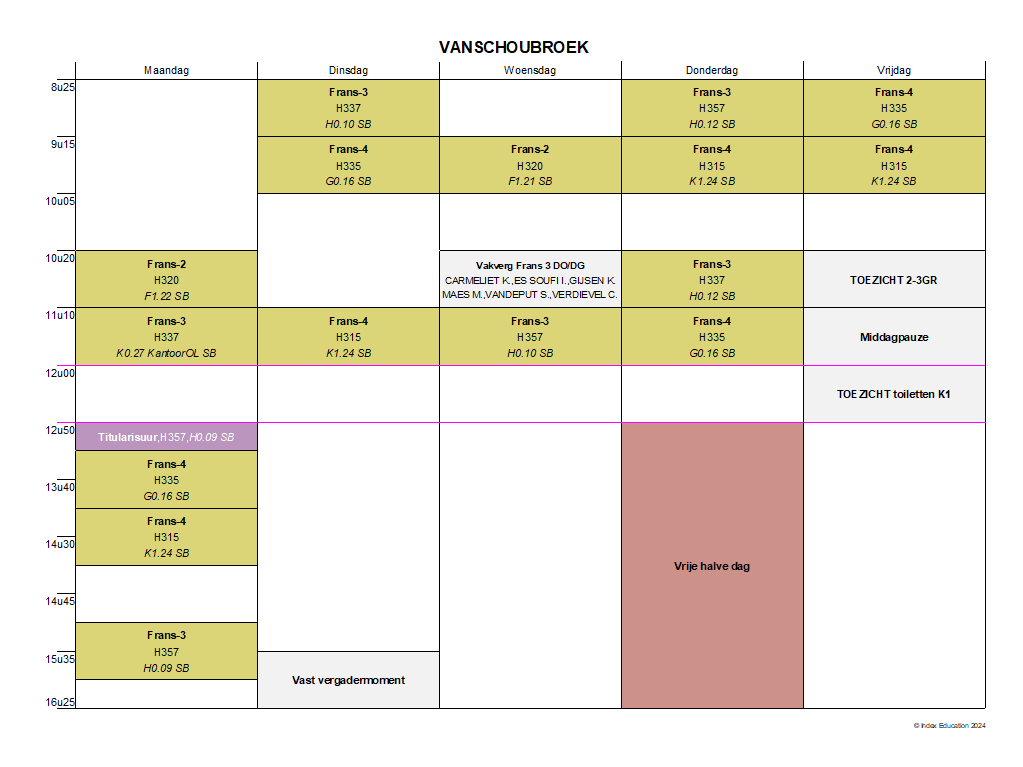 VANSCHOUBROEK
Maandag Dinsdag Woensdag Donderdag Vrijdag
8u25
Frans-3
H337
H0.10 SB
Frans-3
H357
H0.12 SB
Frans-4
H335
G0.16 SB
9u15
Frans-4
H335
G0.16 SB
Frans-2
H320
F1.21 SB
Frans-4
H315
K1.24 SB
Frans-4
H315
K1.24 SB
10u05
10u20
Frans-2
H320
F1.22 SB
Vakverg Frans 3 DO/DG
CARMELIET K.,ES SOUFI I.,GIJSEN K.
MAES M.,VANDEPUT S.,VERDIEVEL C.
Frans-3
H337
H0.12 SB
TOEZICHT 2-3GR
11u10
Frans-3
H337
K0.27 KantoorOL SB
Frans-4
H315
K1.24 SB
Frans-3
H357
H0.10 SB
Frans-4
H335
G0.16 SB
Middagpauze
12u00
TOEZICHT toiletten K1
12u50
Titularisuur,H357,H0.09 SB
13u40
Frans-4
H335
G0.16 SB
Frans-4
H315
K1.24 SB
14u30
Vrije halve dag
14u45
Frans-3
H357
H0.09 SB
15u35
Vast vergadermoment
16u25
© Index Education 2024